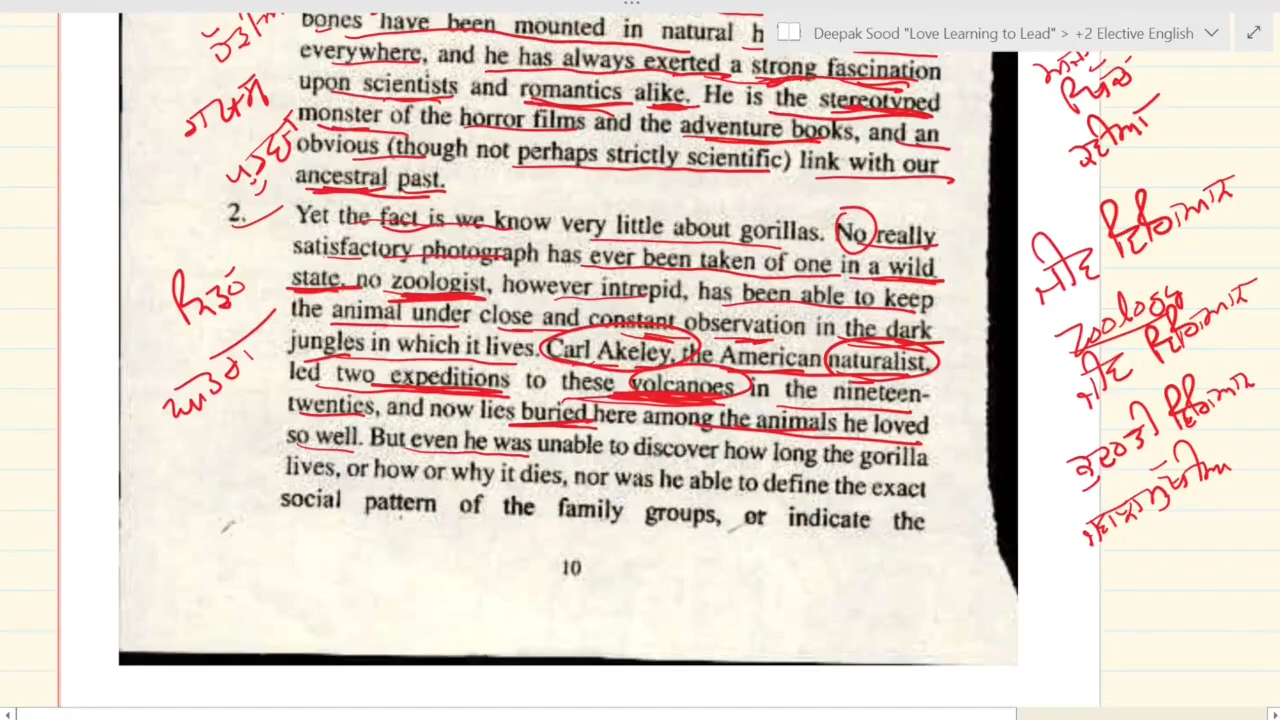 bones have been mounted in natural h
Deepak Sood "Love Learning to Lead" > +2 Elective English
everywhere, and he has always exerted a strong fascination
upon scientists and romantics alike. He is the stereotyped
monster of the horror films and the adventure books, and an
obvious (though not perhaps strictly scientific) link with our
ancestral past.
2. Yet the fact is we know very little about gorillas. No really
satisfactory photograph has ever been taken of one in a wild
state, no zoologist, however intrepid, has been able to keep
the animal under close and constant observation in the dark
jungles in which it lives. Carl Akeley, the American naturalist,
led two expeditions to these volcanoes in the nineteen-
twenties, and now lies buried here among the animals he loved
so well. But even he was unable to discover how long the gorilla
lives, or how or why it dies, nor was he able to define the exact
social pattern of the family groups, or indicate the
10
zoologist